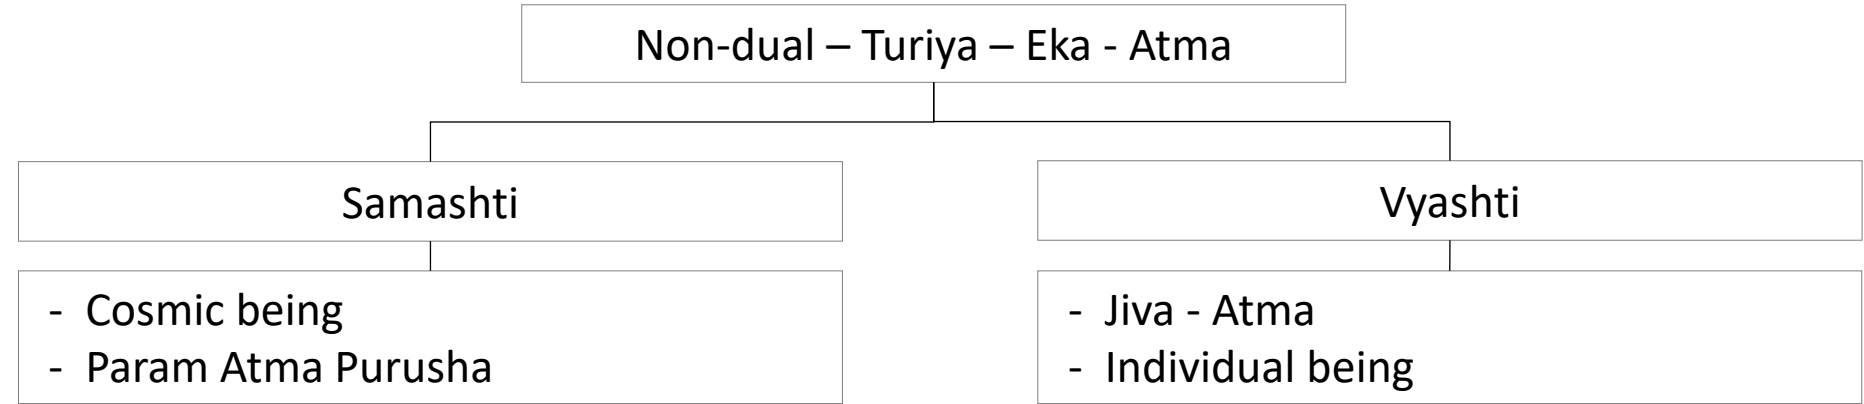 Non-dual – Turiya – Eka - Atma
Samashti
Vyashti
- Cosmic being
- Param Atma Purusha
- Jiva - Atma
- Individual being